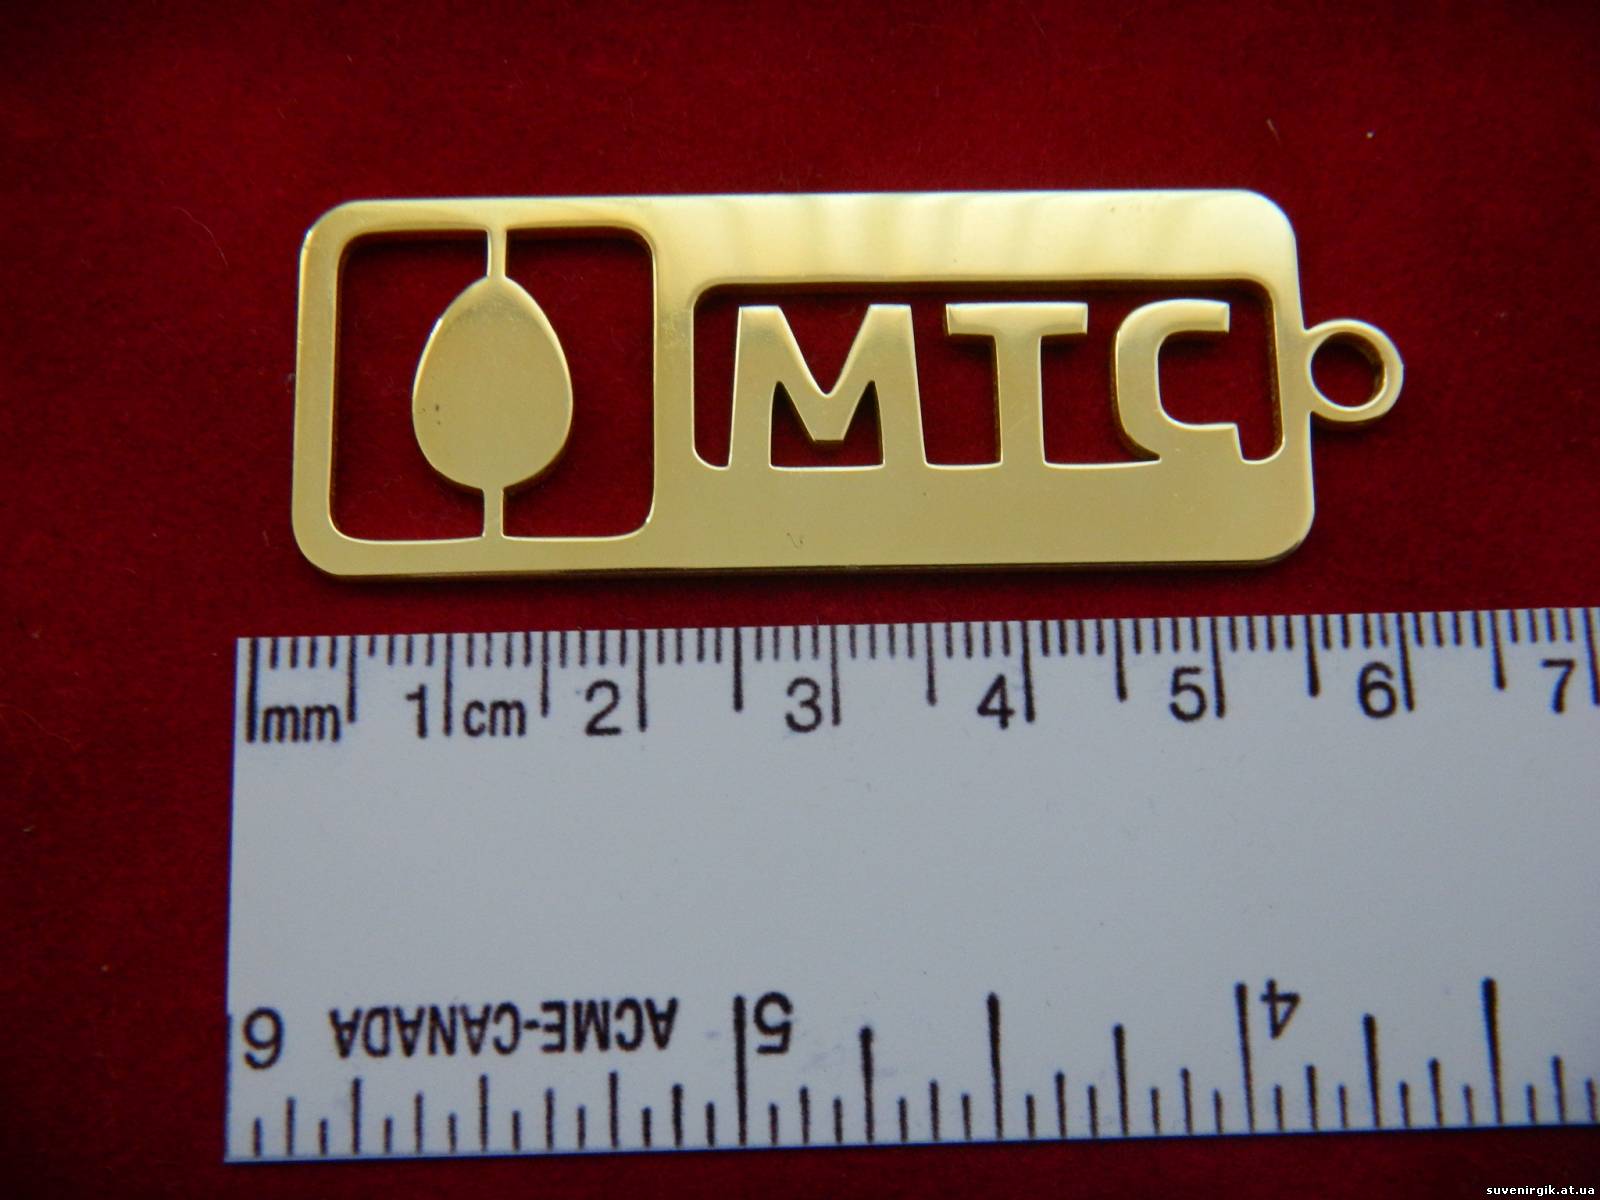 МТС
mm 1 cm 2 3 4 5 6 7
6 ACME-CANADA 5 4
suvenirgik.at.ua